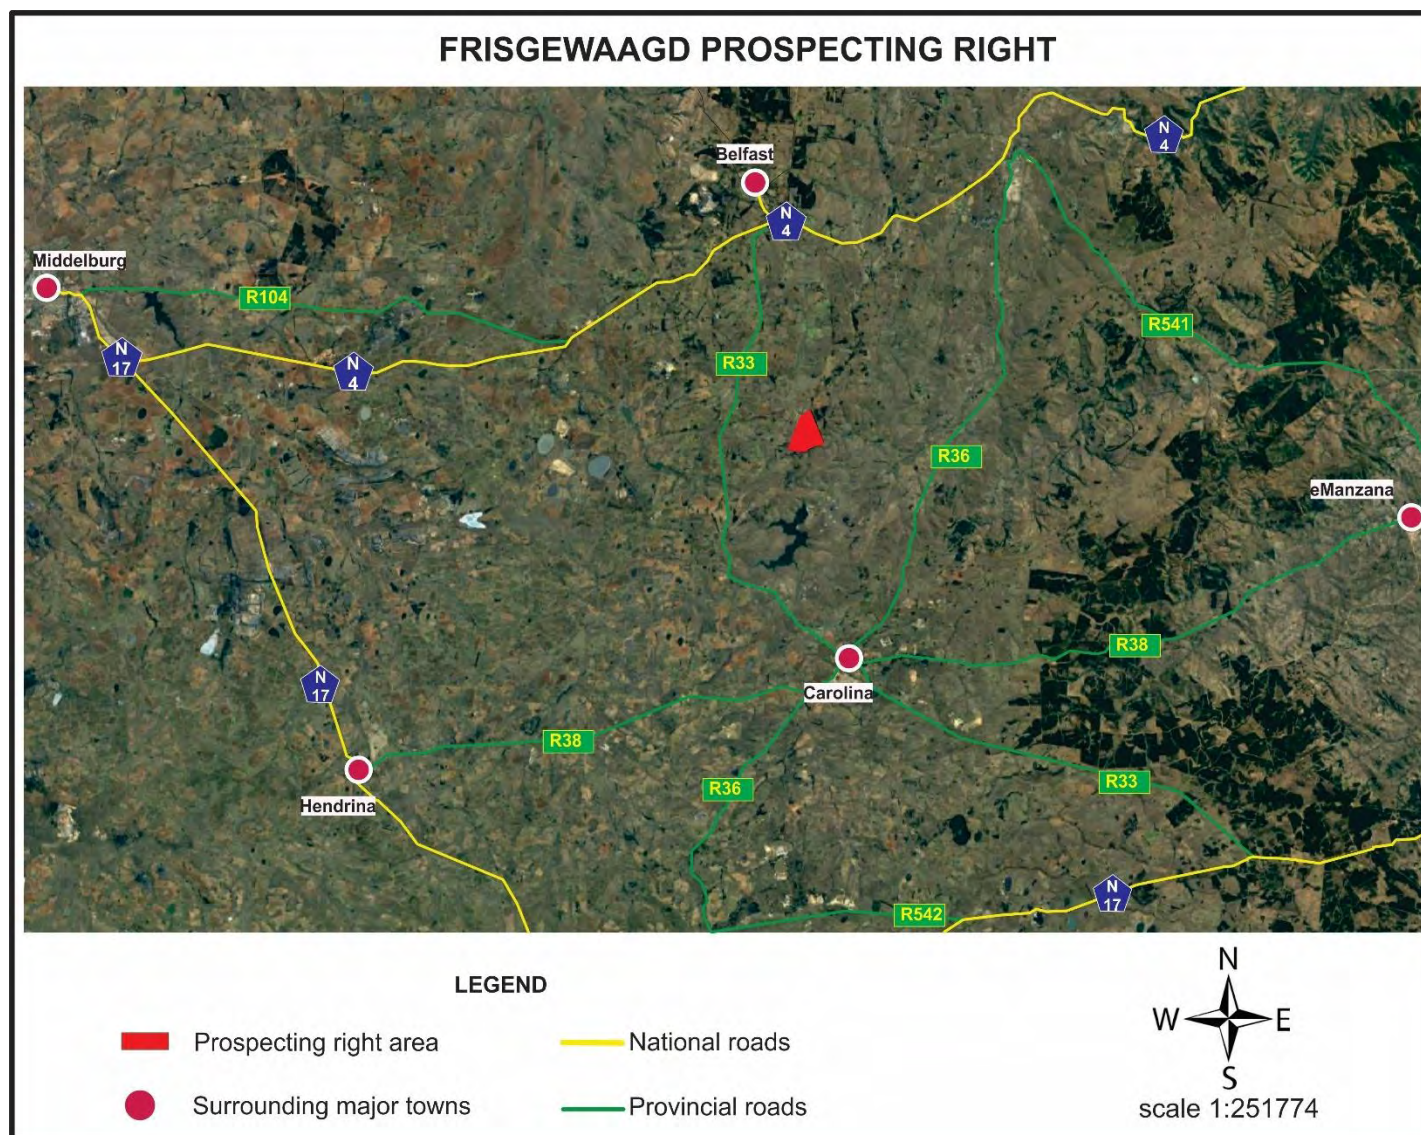 FRISGEWAAGD PROSPECTING RIGHT
N
4
Belfast
N
4
Middelburg
R104
R541
N
17
N
4
R33
R36
eManzana
R38
N
17
Carolina
R38
Hendrina
R36
R33
N
17
R542
LEGEND
Prospecting right area
National roads
Surrounding major towns
Provincial roads
N
W E
S
scale 1:251774